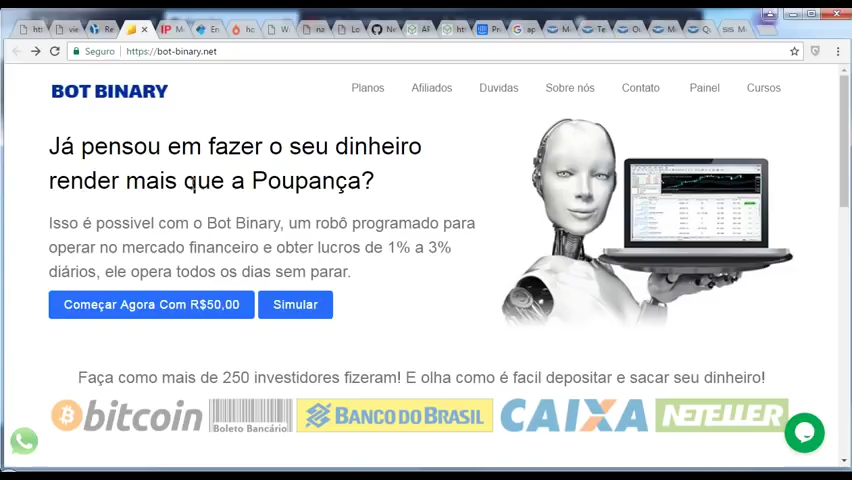 Seguro
https://bot-binary.net
BOT BINARY
Planos Afiliados Duvidas Sobre nós Contato Painel Cursos
Já pensou em fazer o seu dinheiro
render mais que a Poupança?
Isso é possivel com o Bot Binary, um robô programado para
operar no mercado financeiro e obter lucros de 1% a 3%
diários, ele opera todos os dias sem parar.
Começar Agora Com R$50,00 Simular
Faça como mais de 250 investidores fizeram! E olha como é facil depositar e sacar seu dinheiro!
bitcoin Boleto Bancário BANCO DO BRASIL CAIXA NETELLER